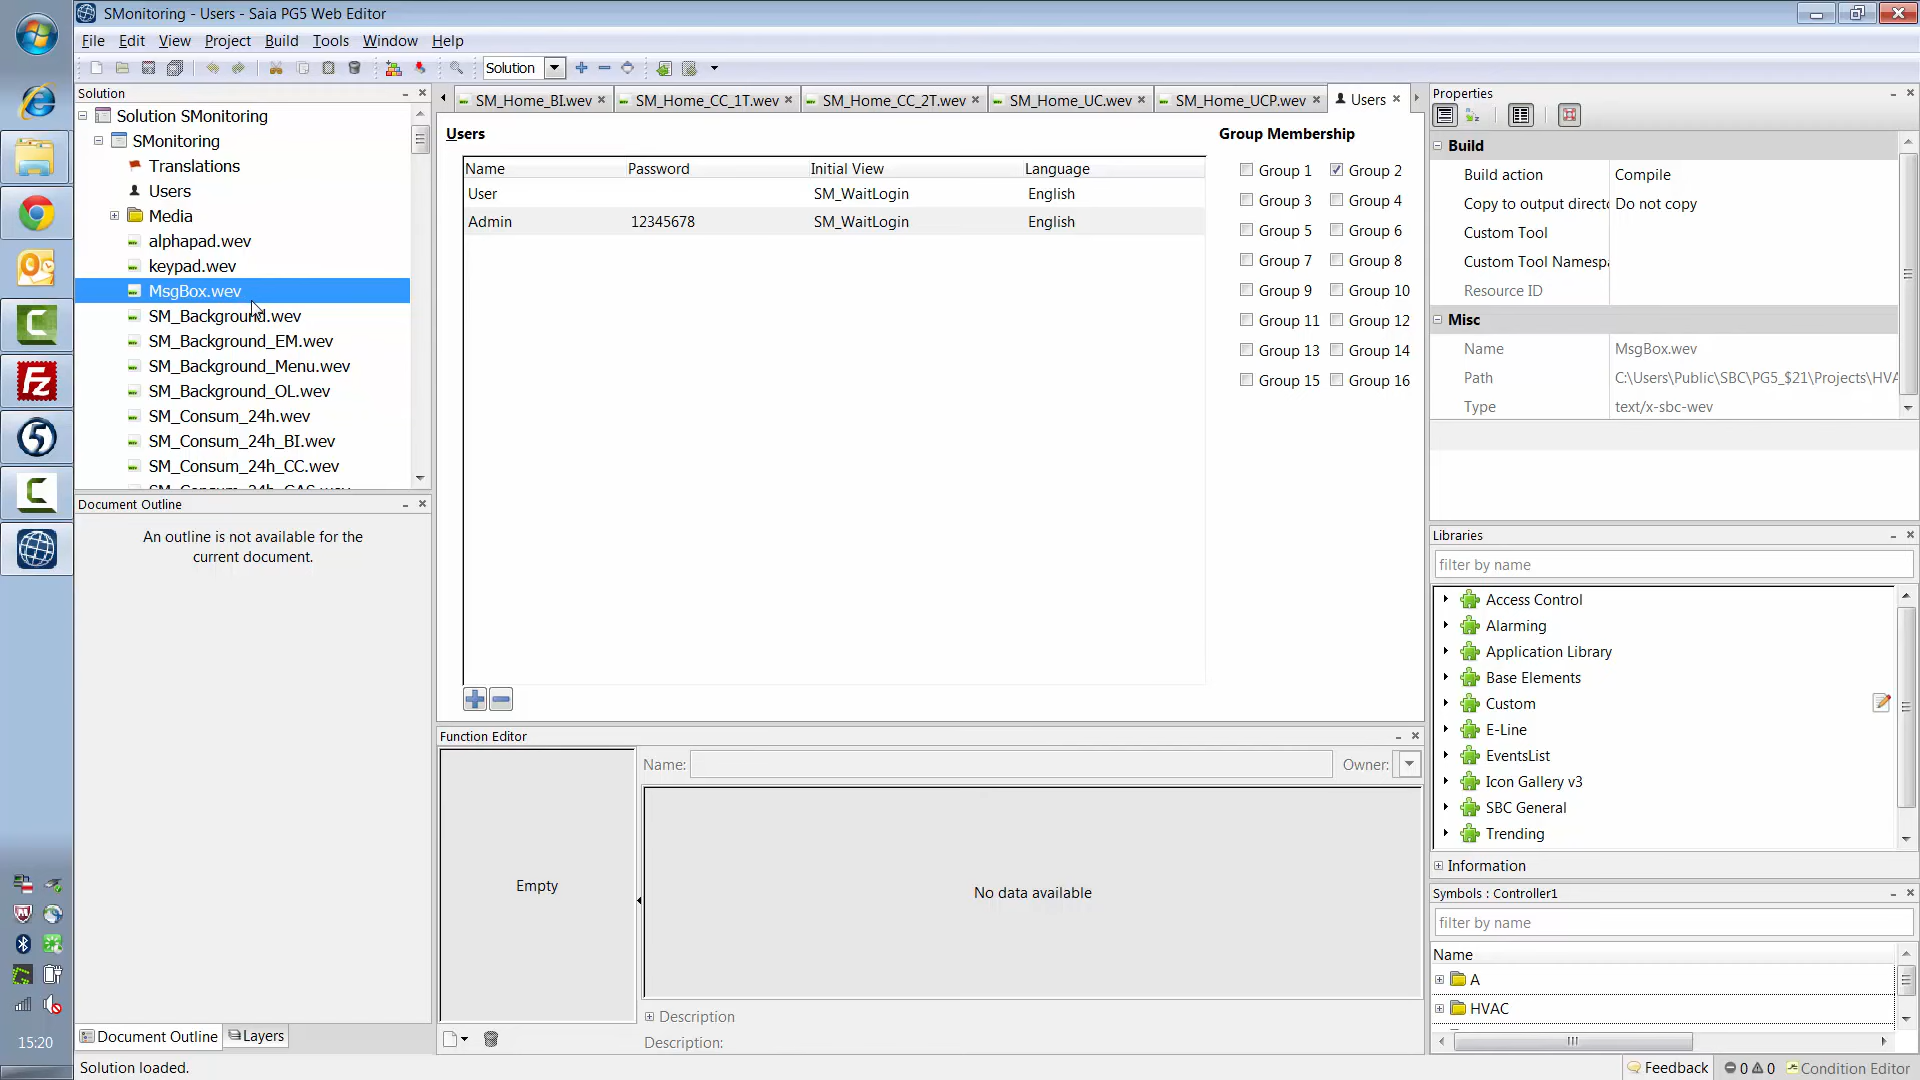 SMonitoring - Users - Saia PG5 Web Editor
File Edit View Project Build Tools Window Help
Solution
Solution
Solution SMonitoring
SMonitoring
Translations
Users
Media
alphapad.wev
keypad.wev
MsgBox.wev
SM_Background.wev
SM_Background_EM.wev
SM_Background_Menu.wev
SM_Background_OL.wev
SM_Consum_24h.wev
SM_Consum_24h_BI.wev
SM_Consum_24h_CC.wev
Document Outline
An outline is not available for the
current document.
Document Outline Layers
SM_Home_BI.wev SM_Home_CC_1T.wev SM_Home_CC_2T.wev SM_Home_UC.wev SM_Home_UCP.wev Users
Users
Name Password Initial View Language
User SM_WaitLogin English
Admin 12345678 SM_WaitLogin English
Group Membership
Group 1 Group 2
Group 3 Group 4
Group 5 Group 6
Group 7 Group 8
Group 9 Group 10
Group 11 Group 12
Group 13 Group 14
Group 15 Group 16
Function Editor
Name: Owner:
Empty
No data available
Description
Description:
Properties
Build
Build action Compile
Copy to output directo Do not copy
Custom Tool
Custom Tool Namespa
Resource ID
Misc
Name MsgBox.wev
Path C:\Users\Public\SBC\PG5_$21\Projects\HVA
Type text/x-sbc-wev
Libraries
filter by name
Access Control
Alarming
Application Library
Base Elements
Custom
E-Line
EventsList
Icon Gallery v3
SBC General
Trending
Information
Symbols : Controller1
filter by name
Name
A
HVAC
15:20
Solution loaded.
Feedback 0 0 Condition Editor